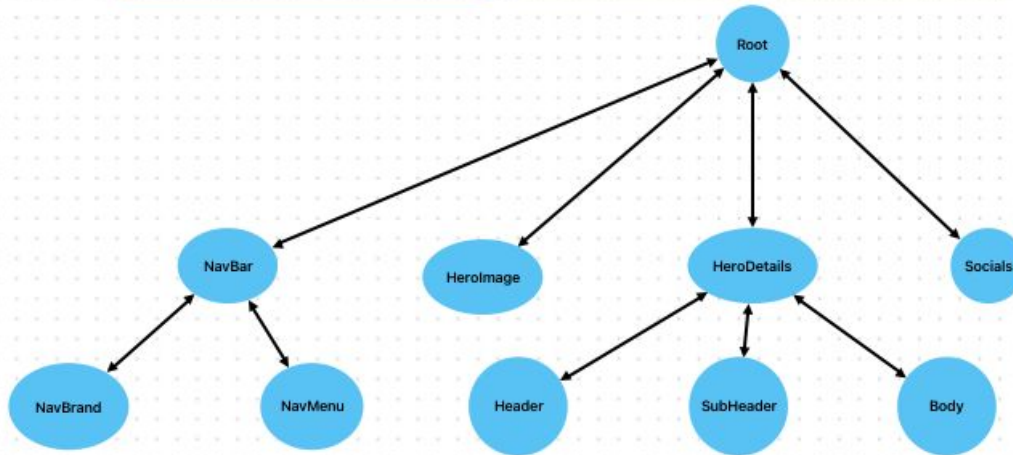 Root
NavBar
HeroImage
HeroDetails
Socials
NavBrand
NavMenu
Header
SubHeader
Body